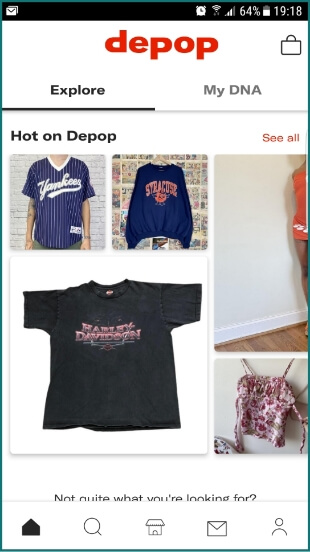 64% 19:18
depop
Explore My DNA
Hot on Depop See all
Yankees
SYRACUSE
HARLEY-DAVIDSON
Not quite what you're looking for?